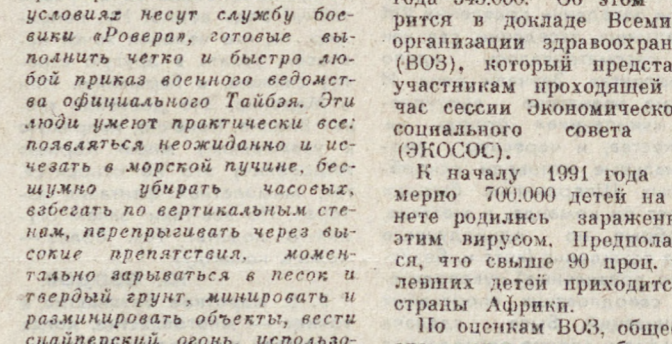 условиях несут службу бое-
вики «Ровера», готовые вы-
полнить четко и быстро лю-
бой приказ военного ведомст-
ва официального Тайбэя. Эти
люди умеют практически все:
появляться неожиданно и ис-
чезать в морской пучине, бес-
шумно убирать часовых,
взбегать по вертикальным сте-
нам, перепрыгивать через вы-
сокие препятствия, момен-
тально зарываться в песок и
твердый грунт, минировать и
разминировать объекты, вести
снайперский огонь, использо-
года 343.000. Об этом
рится в докладе Всеми
организации здравоохран
(ВОЗ), который предста
участникам проходящей
час сессии Экономическо
социального совета
(ЭКОСОС).
К началу 1991 года
мерно 700.000 детей на
нете родились заражен
этим вирусом. Предпола
ся, что свыше 90 проц.
левших детей приходитс
страны Африки.
По оценкам ВОЗ, обще